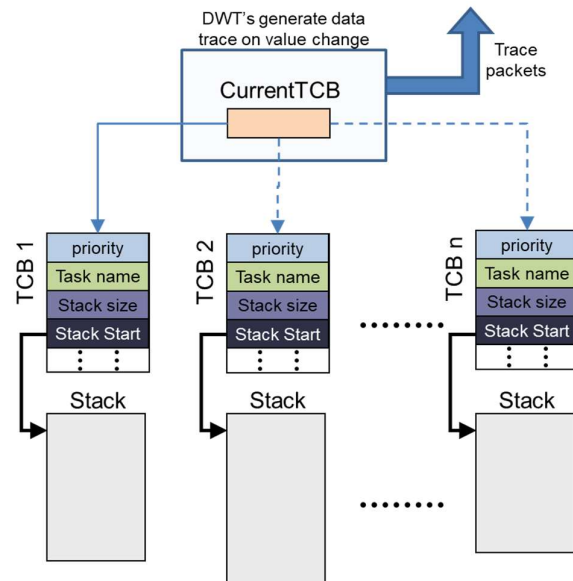 DWT's generate data
trace on value change
Trace
packets
CurrentTCB
TCB 1
priority
Task name
Stack size
Stack Start
Stack
TCB 2
priority
Task name
Stack size
Stack Start
Stack
TCB n
priority
Task name
Stack size
Stack Start
Stack